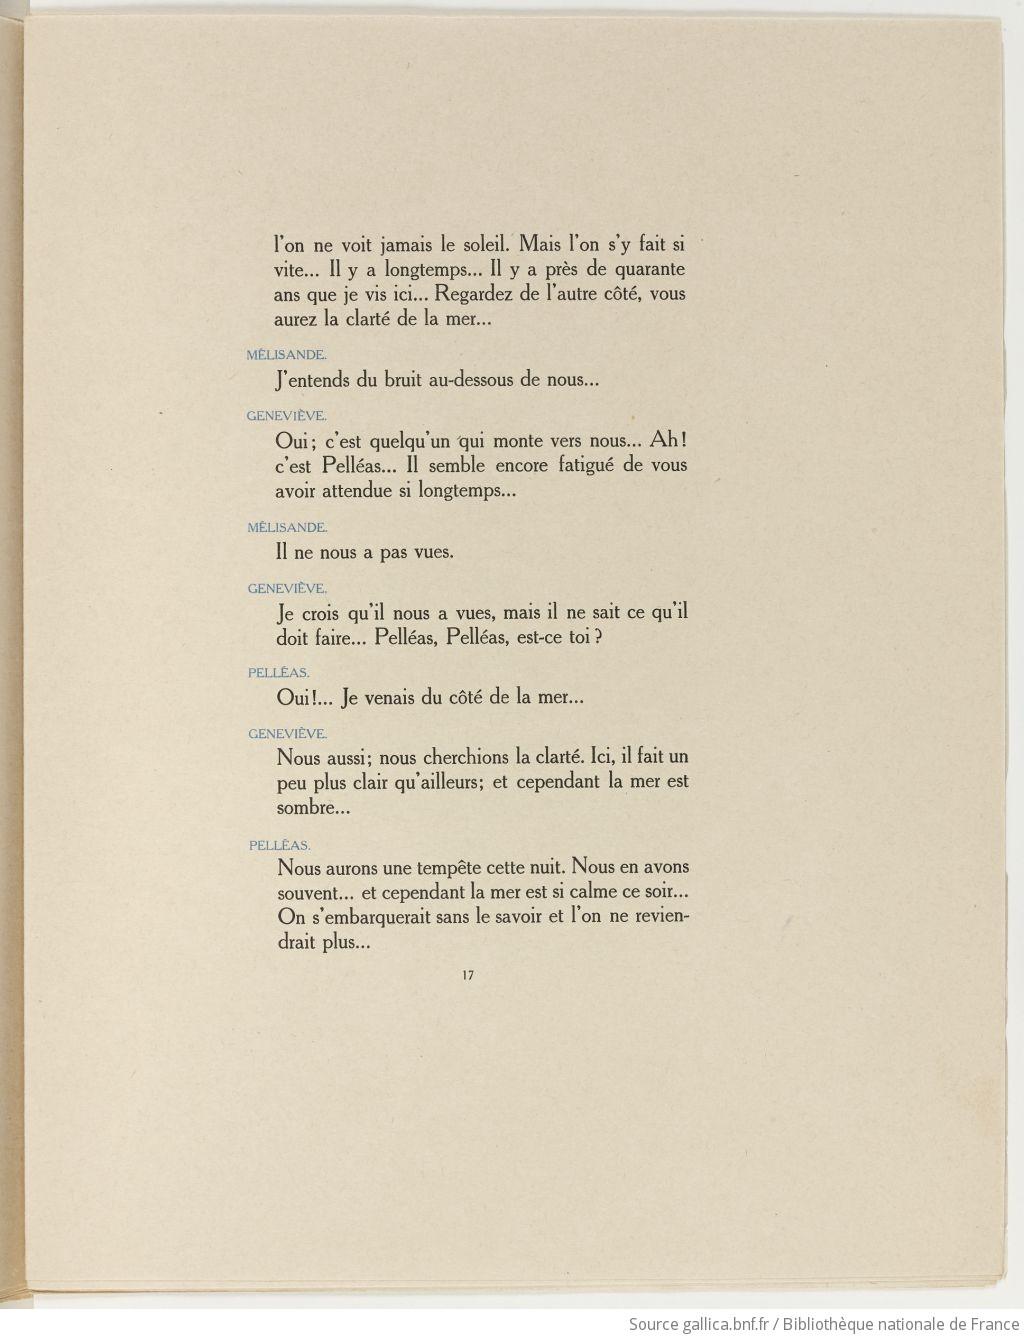 l'on ne voit jamais le soleil. Mais l'on s'y fait si
vite... Il y a longtemps... Il y a près de quarante
ans que je vis ici... Regardez de l'autre côté, vous
aurez la clarté de la mer...
MÉLISANDE.
J'entends du bruit au-dessous de nous...
GENEVIÈVE.
Oui; c'est quelqu'un qui monte vers nous... Ah!
c'est Pelléas... Il semble encore fatigué de vous
avoir attendue si longtemps...
MÉLISANDE.
Il ne nous a pas vues.
GENEVIÈVE.
Je crois qu'il nous a vues, mais il ne sait ce qu'il
doit faire... Pelléas, Pelléas, est-ce toi ?
PELLÉAS.
Oui!... Je venais du côté de la mer...
GENEVIÈVE.
Nous aussi; nous cherchions la clarté. Ici, il fait un
peu plus clair qu'ailleurs; et cependant la mer est
sombre...
PELLÉAS.
Nous aurons une tempête cette nuit. Nous en avons
souvent... et cependant la mer est si calme ce soir...
On s'embarquerait sans le savoir et l'on ne revien-
drait plus...
17
Source gallica.bnf.fr / Bibliothèque nationale de France